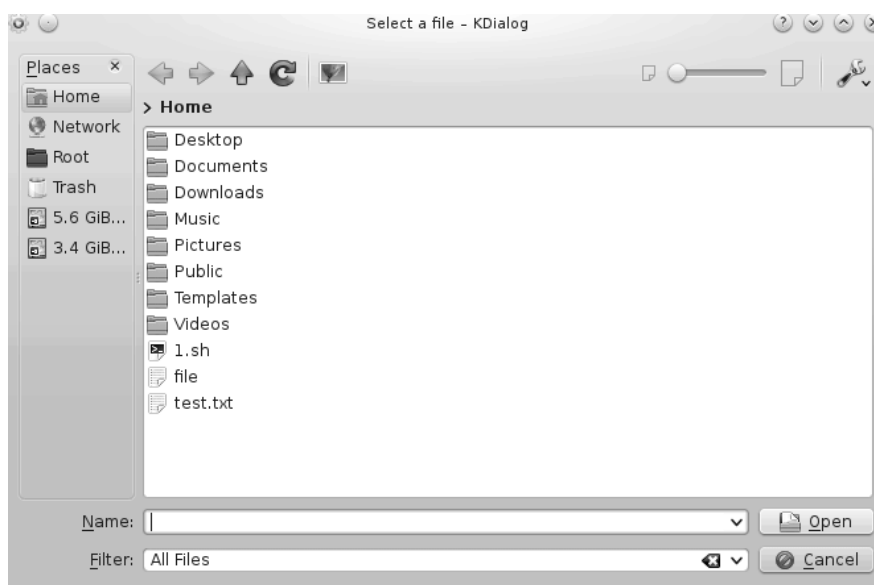 Select a file – KDialog
Places
Home
Network
Root
Trash
5.6 GiB...
3.4 GiB...
> Home
Desktop
Documents
Downloads
Music
Pictures
Public
Templates
Videos
1.sh
file
test.txt
Name:
Open
Filter: All Files
Cancel